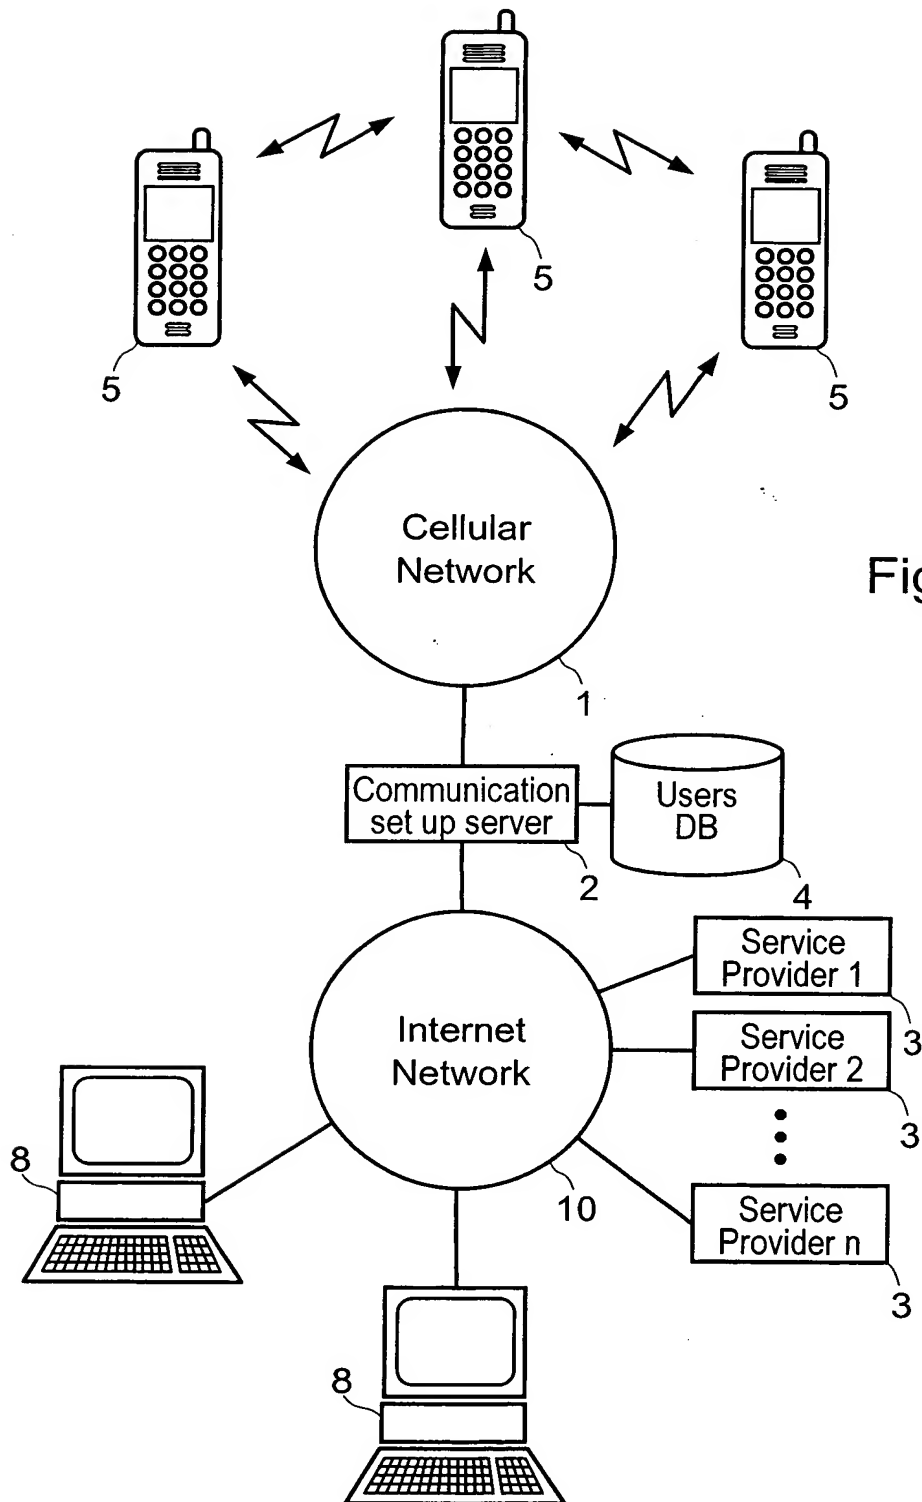 5
5
5
Cellular
Network
Fig
1
Communication
set up server
2
Users
DB
4
Service
Provider 1
3
Internet
Network
Service
Provider 2
3
8
10
Service
Provider n
3
8